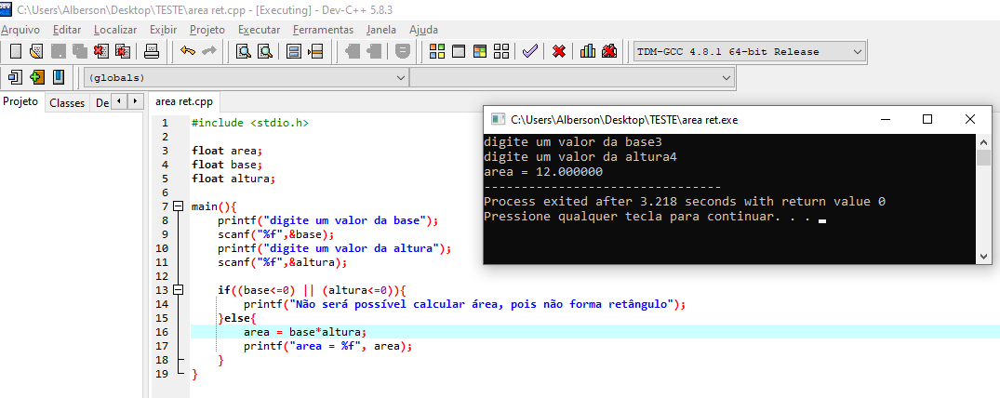 C:\Users\Alberson\Desktop\TESTE\area ret.cpp - [Executing] - Dev-C++ 5.8.3
Arquivo Editar Localizar Exibir Projeto Executar Ferramentas Janela Ajuda
TDM-GCC 4.8.1 64-bit Release
(globals)
Projeto Classes De
area ret.cpp
1 #include <stdio.h>
2
3 float area;
4 float base;
5 float altura;
6
7 main(){
8 printf("digite um valor da base");
9 scanf("%f",&base);
10 printf("digite um valor da altura");
11 scanf("%f",&altura);
12
13 if((base<=0) || (altura<=0)){
14 printf("Não será possível calcular área, pois não forma retângulo");
15 }else{
16 area = base*altura;
17 printf("area = %f", area);
18 }
19 }
C:\Users\Alberson\Desktop\TESTE\area ret.exe
digite um valor da base3
digite um valor da altura4
area = 12.000000
--------------------------------
Process exited after 3.218 seconds with return value 0
Pressione qualquer tecla para continuar. . .